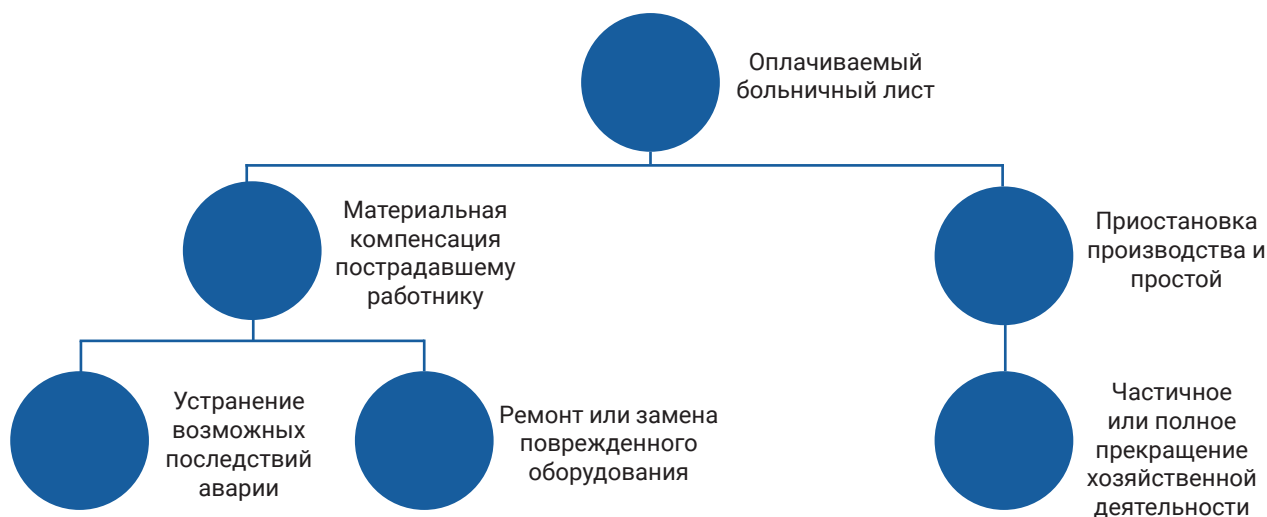 Оплачиваемый
больничный лист
Материальная
компенсация
пострадавшему
работнику
Приостановка
производства и
простой
Устранение
возможных
последствий
аварии
Ремонт или замена
поврежденного
оборудования
Частичное
или полное
прекращение
хозяйственной
деятельности